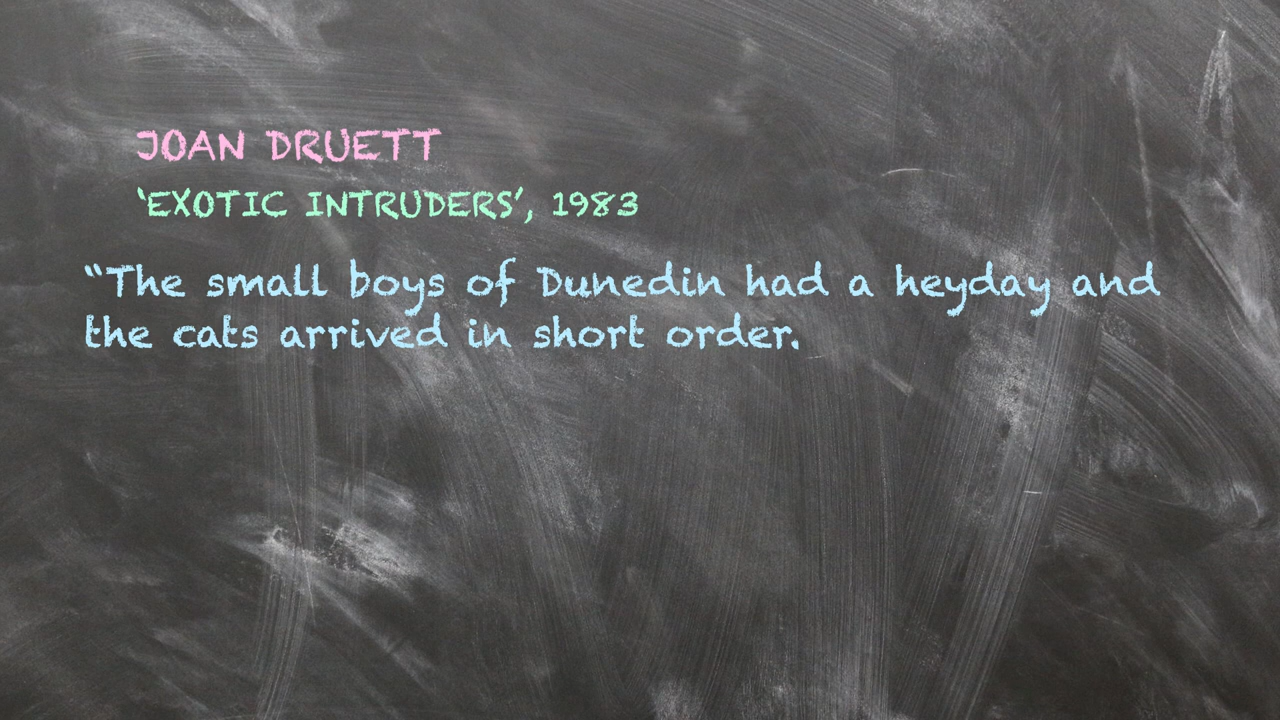 JOAN DRUETT
‘EXOTIC INTRUDERS’, 1983
“The small boys of Dunedin had a heyday and
the cats arrived in short order.